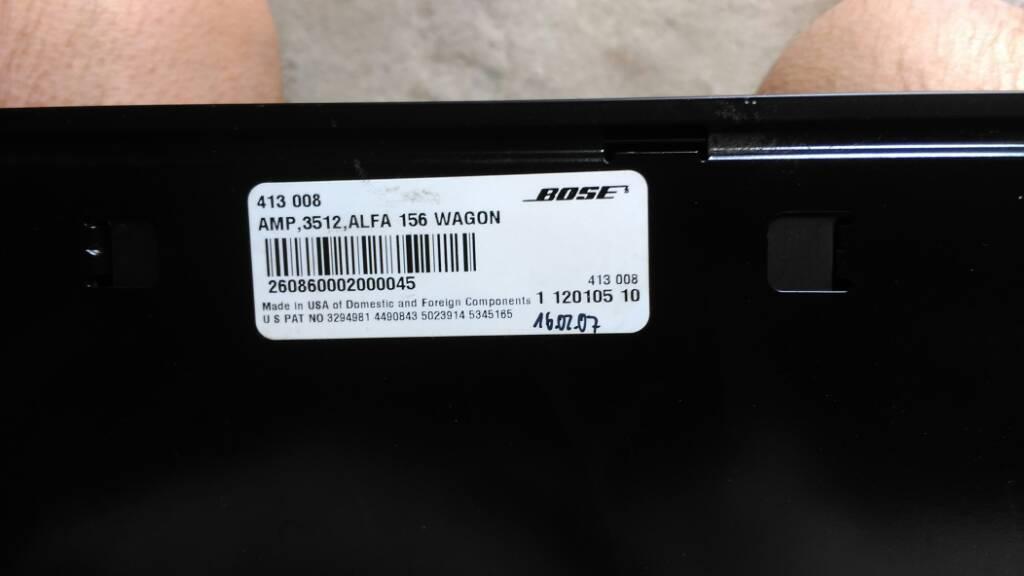 413 008
BOSE
AMP,3512,ALFA 156 WAGON
260860002000045
413 008
Made in USA of Domestic and Foreign Components
1 120105 10
U S PAT NO 3294981 4490843 5023914 5345165
16.02.07